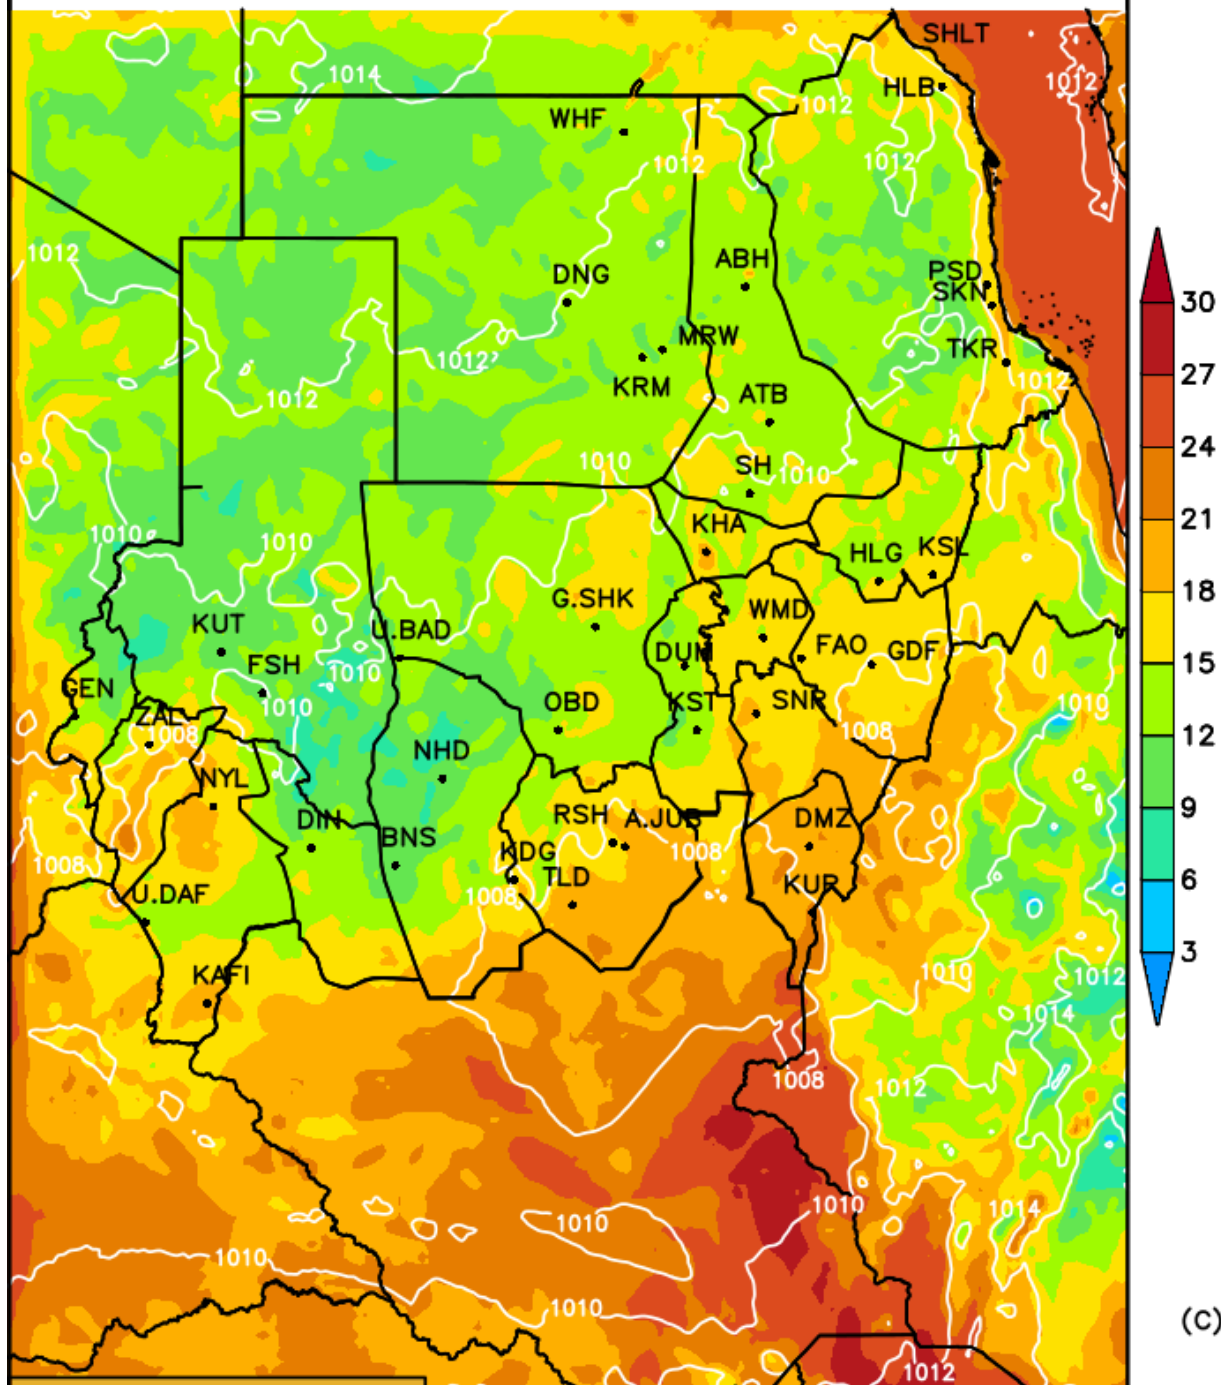 SHLT
1014
1012
HLB
1012
WHF
1012
1012
1012
ABH
DNG
PSD
SKN
30
MRW
TKR
1012
27
KRM
1012
1012
ATB
24
SH
1010
1010
21
KHA
1010
1010
HLG
KSL
18
G.SHK
WMD
KUT
U.BAD
FAO
GDF
15
FSH
DUM
1010
GEN
OBD
KST
SNR
1010
ZAL
1010
1008
1008
12
NHD
NYL
9
RSH
A.JUB
DMZ
DIN
BNS
KDG
1008
1008
TLD
KUR
6
U.DAF
1008
3
KAFI
1010
1012
1014
1008
1012
1010
1014
1010
1010
1010
(C)
1012